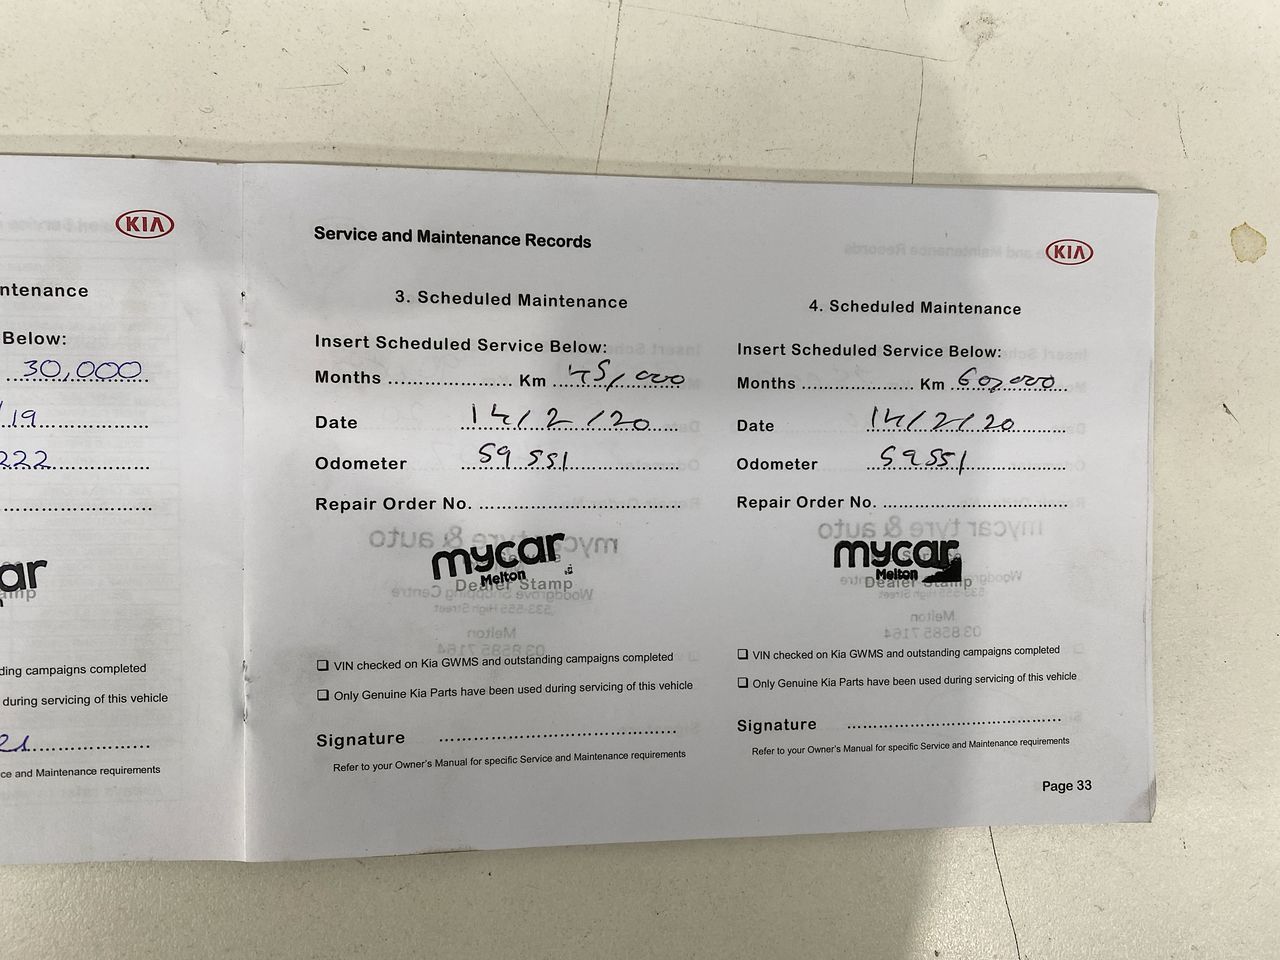 KIA
ntenance
Below:
30,000
/19
222
ar
amp
ding campaigns completed
during servicing of this vehicle
21
ce and Maintenance requirements
Service and Maintenance Records
KIA
3. Scheduled Maintenance
Insert Scheduled Service Below:
Months .................... Km 45,000
Date 14/2/20
Odometer 59 551
Repair Order No. ....................
mycar
Melton
Dealer Stamp
❑ VIN checked on Kia GWMS and outstanding campaigns completed
❑ Only Genuine Kia Parts have been used during servicing of this vehicle
Signature ....................
Refer to your Owner's Manual for specific Service and Maintenance requirements
4. Scheduled Maintenance
Insert Scheduled Service Below:
Months .................... Km 60,000
Date 14/2/20
Odometer 59551
Repair Order No. ....................
mycar
Melton
Dealer Stamp
❑ VIN checked on Kia GWMS and outstanding campaigns completed
❑ Only Genuine Kia Parts have been used during servicing of this vehicle
Signature ....................
Refer to your Owner's Manual for specific Service and Maintenance requirements
Page 33